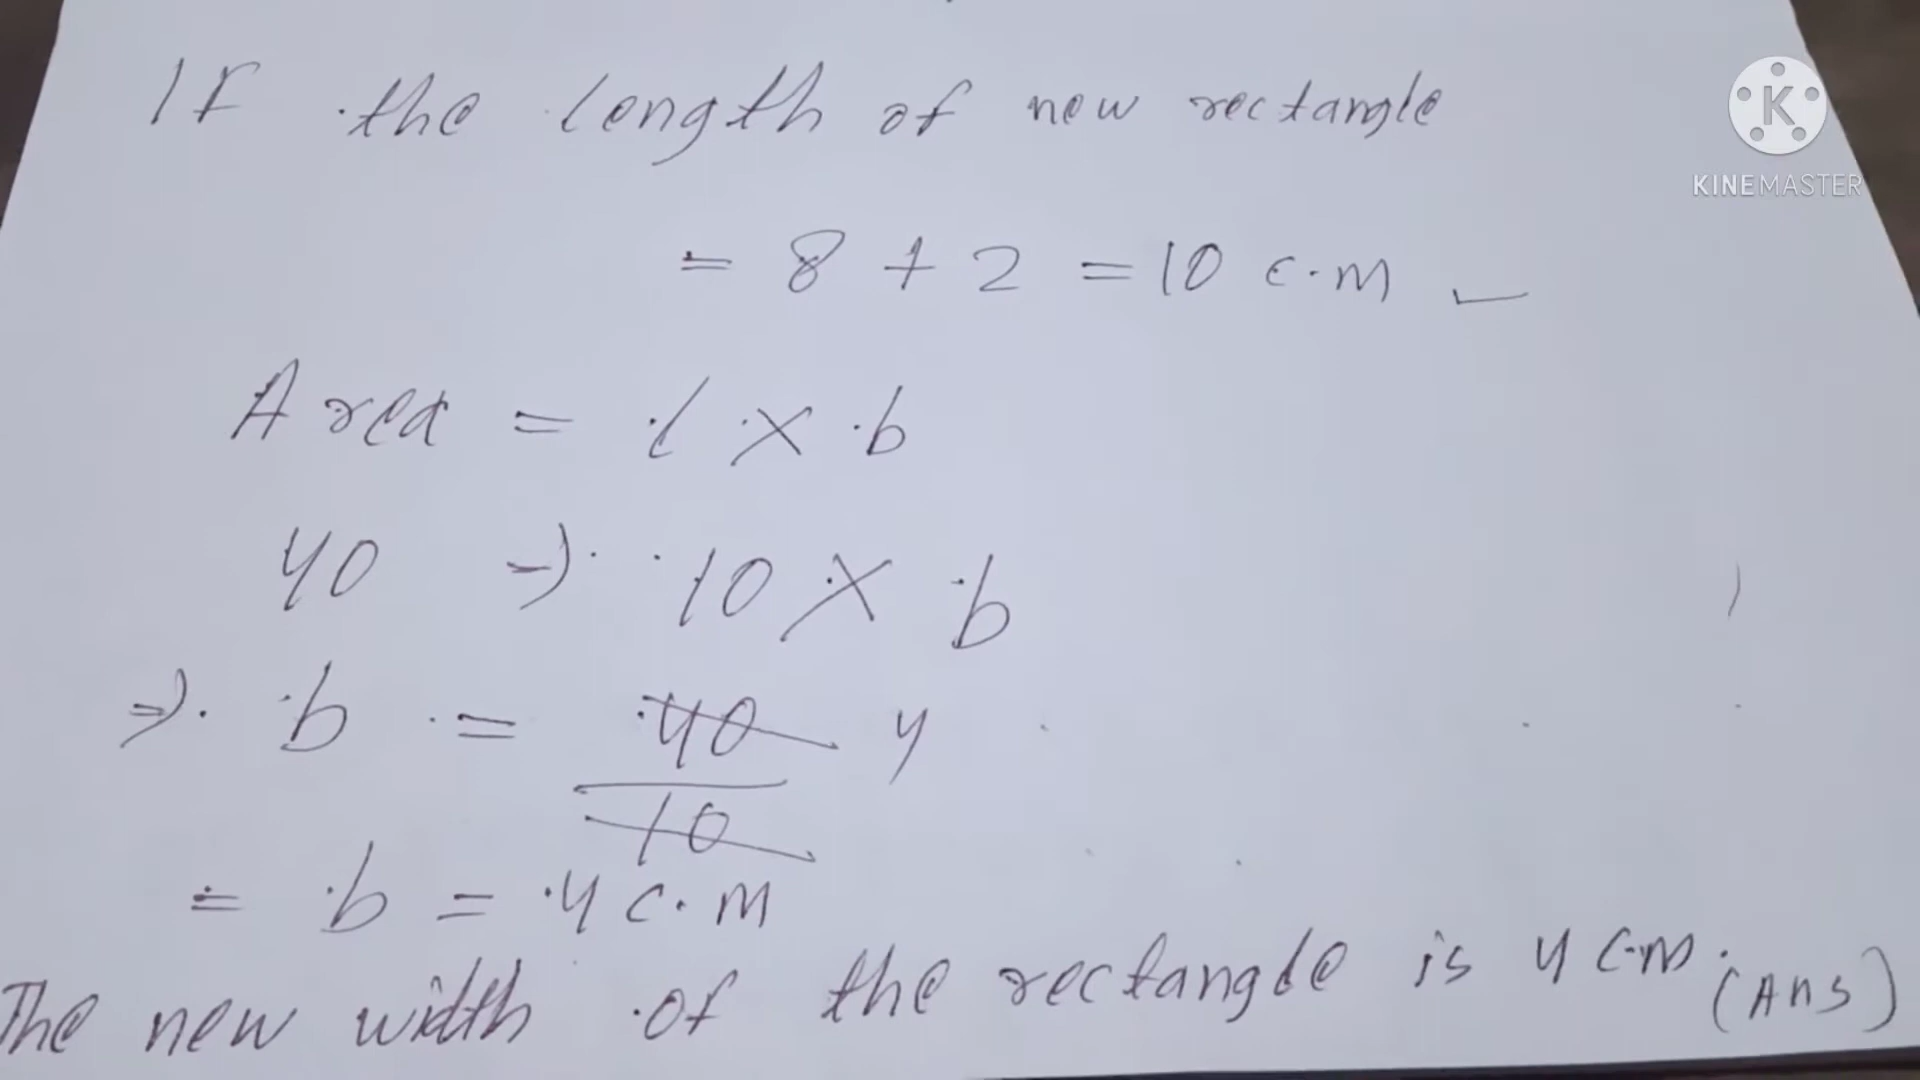 If the length of new rectangle
= 8 + 2 = 10 c.m
KINEMASTER
Area = l × b
40 ⇒ 10 × b
⇒ b = 40/10 4
= b = 4 c.m
The new width of the rectangle is 4 c.m. (Ans)